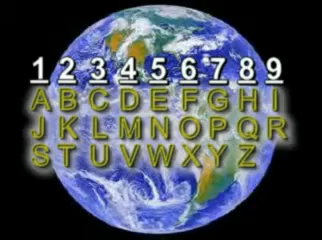 1 2 3 4 5 6 7 8 9
A B C D E F G H I
J K L M N O P Q R
S T U V W X Y Z